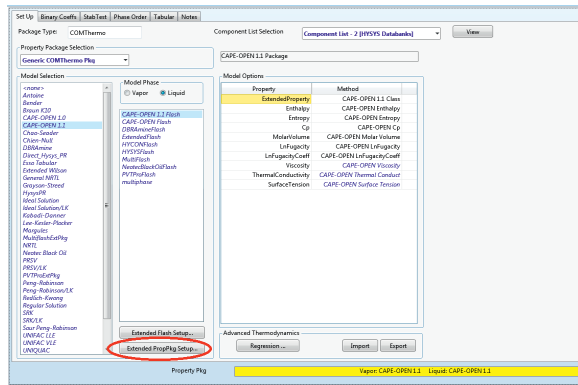 Set Up Binary Coeffs StabTest Phase Order Tabular Notes
Package Type: COMThermo Component List Selection Component List - 2 [HYSYS Databanks] View
Property Package Selection
Generic COMThermo Pkg
CAPE-OPEN 1.1 Package
Model Selection
<none>
Antoine
Bender
Braun K10
CAPE-OPEN 1.0
CAPE-OPEN 1.1
Chao-Seader
Chien-Null
DBRAmine
Direct_Hysys_PR
Esso Tabular
Extended Wilson
General NRTL
Grayson-Streed
HysysPR
Ideal Solution
Ideal Solution/LK
Kabadi-Danner
Lee-Kesler-Plocker
Margules
MultiflashExtPkg
NRTL
Neotec Black Oil
PRSV
PRSV/LK
PVTProExtPkg
Peng-Robinson
Peng-Robinson/LK
Redlich-Kwong
Regular Solution
SRK
SRK/LK
Sour Peng-Robinson
UNIFAC LLE
UNIFAC VLE
UNIQUAC
Model Phase
Vapor Liquid
CAPE-OPEN 1.1 Flash
CAPE-OPEN Flash
DBRAmineFlash
ExtendedFlash
HYCONFlash
HYSYSFlash
MultiFlash
NeotecBlackOilFlash
PVTProFlash
multiphase
Extended Flash Setup...
Extended PropPkg Setup...
Model Options
Property Method
ExtendedProperty CAPE-OPEN 1.1 Class
Enthalpy CAPE-OPEN Enthalpy
Entropy CAPE-OPEN Entropy
Cp CAPE-OPEN Cp
MolarVolume CAPE-OPEN Molar Volume
LnFugacity CAPE-OPEN LnFugacity
LnFugacityCoeff CAPE-OPEN LnFugacityCoeff
Viscosity CAPE-OPEN Viscosity
ThermalConductivity CAPE-OPEN Thermal Conduct
SurfaceTension CAPE-OPEN Surface Tension
Advanced Thermodynamics
Regression ... Import Export
Property Pkg Vapor: CAPE-OPEN 1.1 Liquid: CAPE-OPEN 1.1